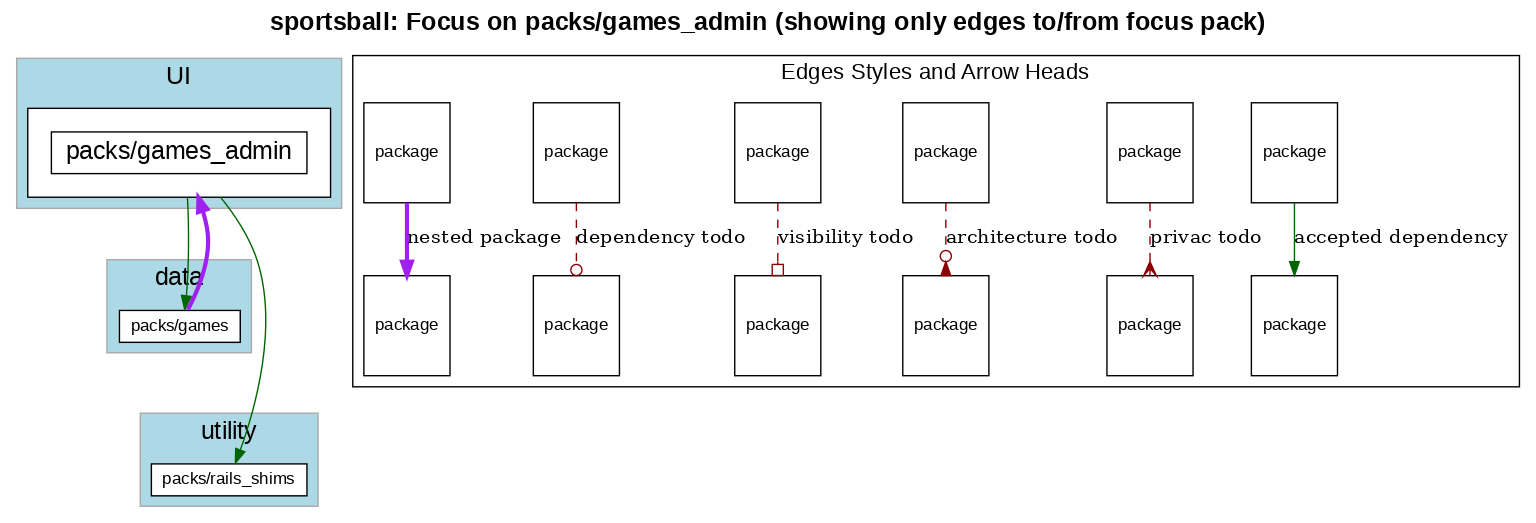 sportsball: Focus on packs/games_admin (showing only edges to/from focus pack)
UI
packs/games_admin
data
packs/games
utility
packs/rails_shims
Edges Styles and Arrow Heads
package package package package package package
nested package dependency todo visibility todo architecture todo privac todo accepted dependency
package package package package package package